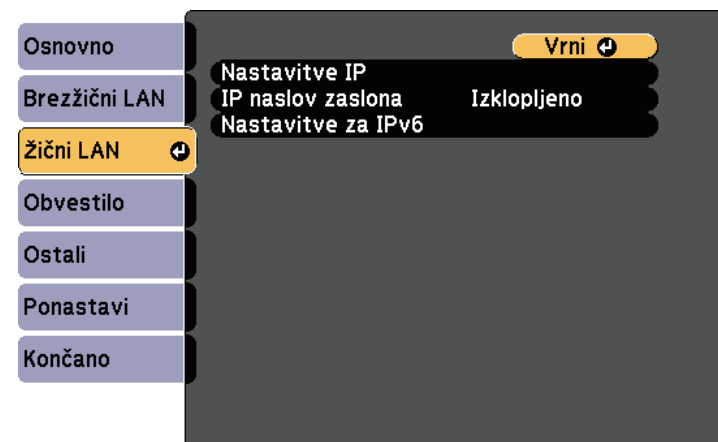 Osnovno
Brezžični LAN
Žični LAN
Obvestilo
Ostali
Ponastavi
Končano
Vrni
Nastavitve IP
IP naslov zaslona Izklopljeno
Nastavitve za IPv6